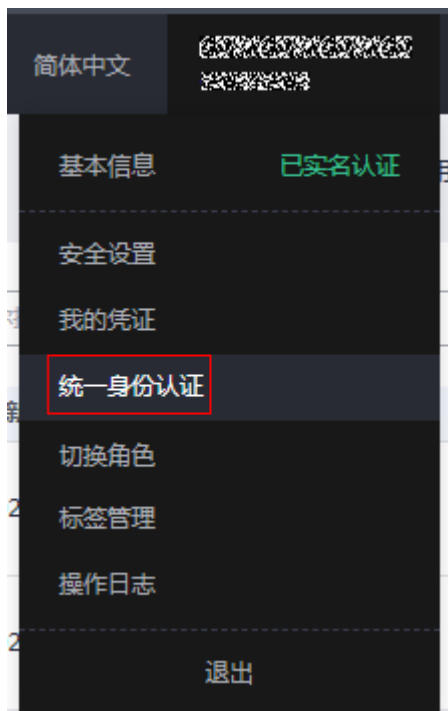 简体中文
基本信息 已实名认证
安全设置
我的凭证
统一身份认证
切换角色
标签管理
操作日志
退出